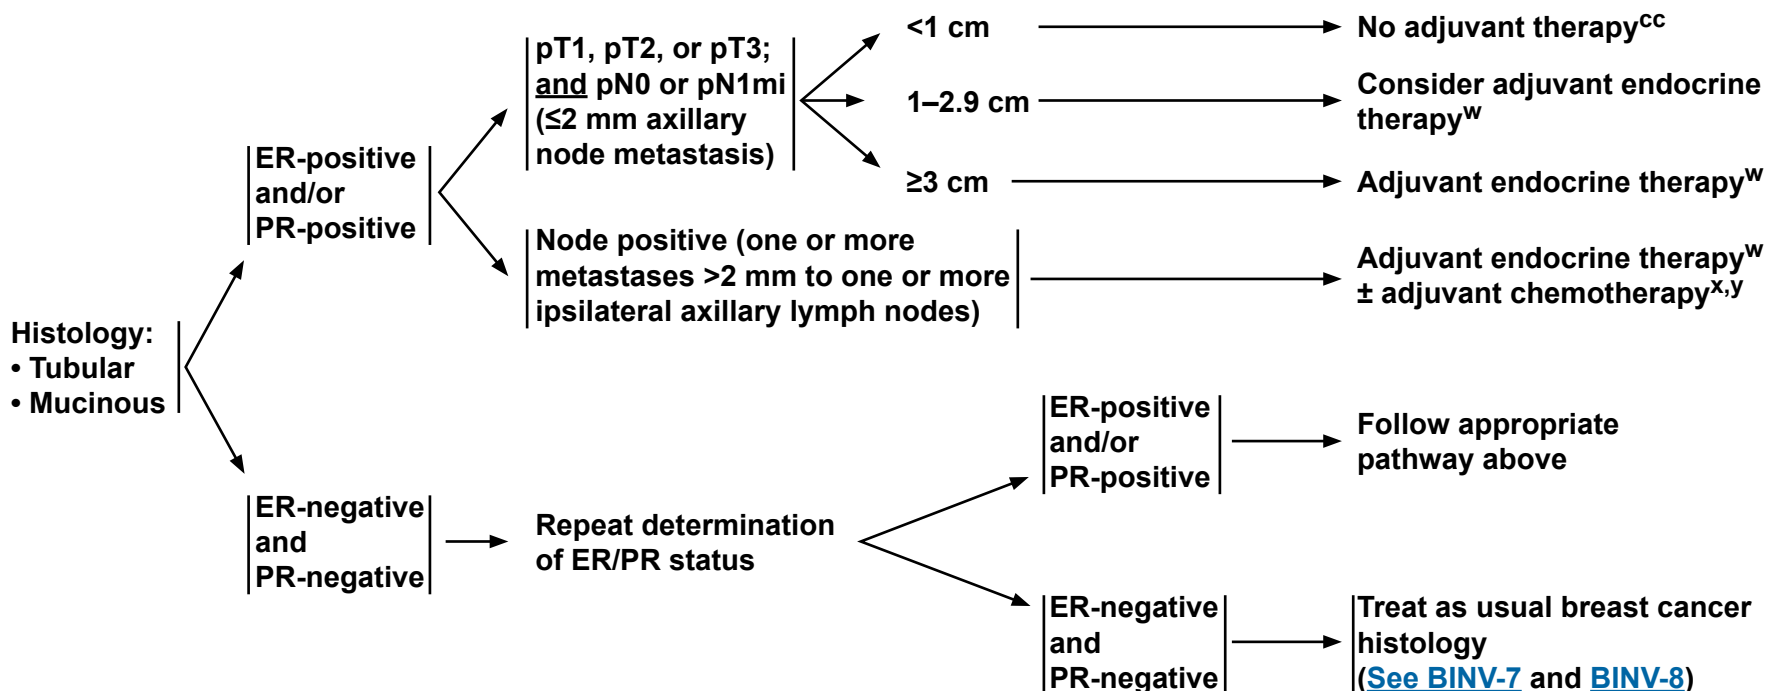 Histology:
• Tubular
• Mucinous
ER-positive
and/or
PR-positive
pT1, pT2, or pT3;
and pN0 or pN1mi
(≤2 mm axillary
node metastasis)
<1 cm
No adjuvant therapycc
1–2.9 cm
Consider adjuvant endocrine
therapyw
≥3 cm
Adjuvant endocrine therapyw
Node positive (one or more
metastases >2 mm to one or more
ipsilateral axillary lymph nodes)
Adjuvant endocrine therapyw
± adjuvant chemotherapyx,y
ER-negative
and
PR-negative
Repeat determination
of ER/PR status
ER-positive
and/or
PR-positive
Follow appropriate
pathway above
ER-negative
and
PR-negative
Treat as usual breast cancer
histology
(See BINV-7 and BINV-8)